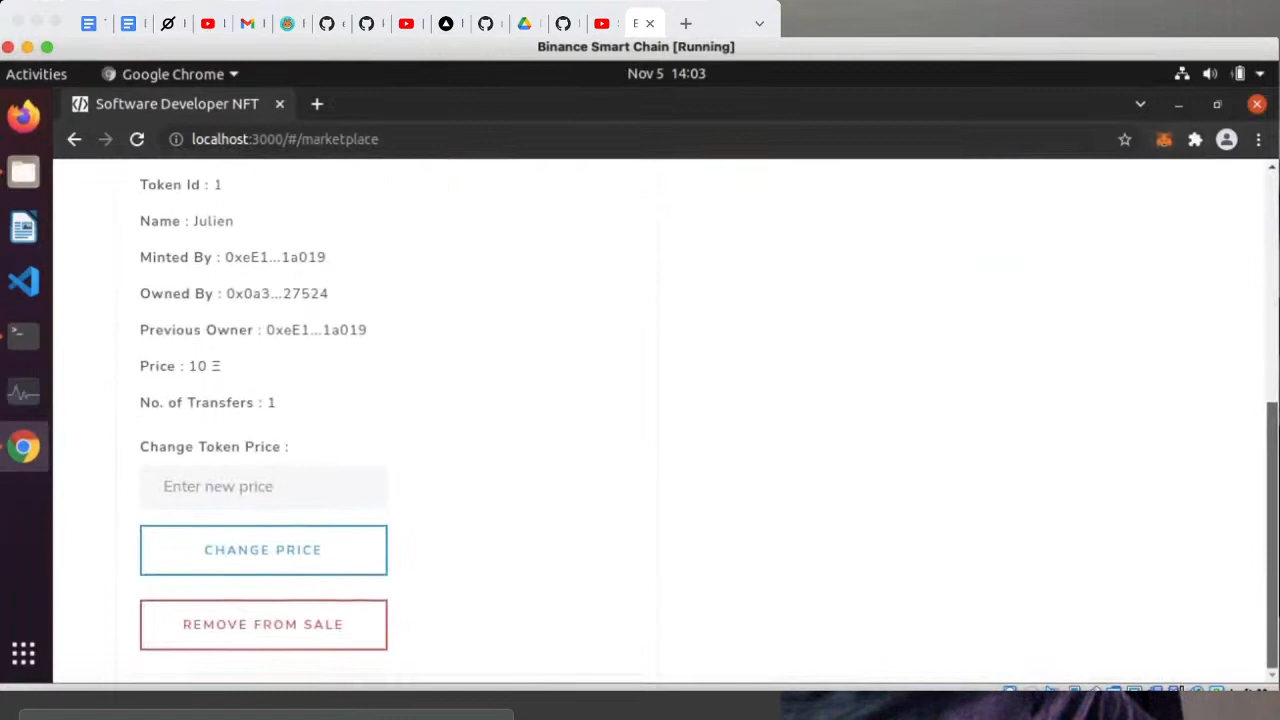 Binance Smart Chain [Running]
Activities
Google Chrome
Nov 5 14:03
Software Developer NFT
localhost:3000/#/marketplace
Token Id : 1
Name : Julien
Minted By : 0xeE1...1a019
Owned By : 0x0a3...27524
Previous Owner : 0xeE1...1a019
Price : 10 Ξ
No. of Transfers : 1
Change Token Price :
Enter new price
CHANGE PRICE
REMOVE FROM SALE